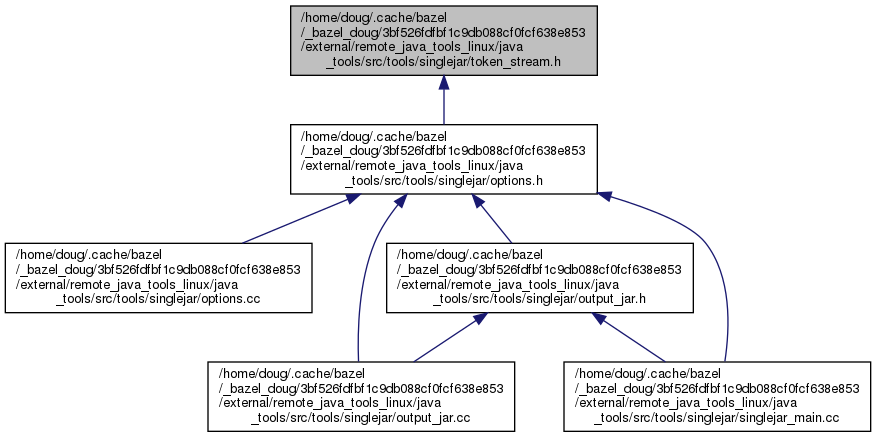 /home/doug/.cache/bazel
/_bazel_doug/3bf526fdfbf1c9db088cf0fcf638e853
/external/remote_java_tools_linux/java
_tools/src/tools/singlejar/token_stream.h
/home/doug/.cache/bazel
/_bazel_doug/3bf526fdfbf1c9db088cf0fcf638e853
/external/remote_java_tools_linux/java
_tools/src/tools/singlejar/options.h
/home/doug/.cache/bazel
/_bazel_doug/3bf526fdfbf1c9db088cf0fcf638e853
/external/remote_java_tools_linux/java
_tools/src/tools/singlejar/options.cc
/home/doug/.cache/bazel
/_bazel_doug/3bf526fdfbf1c9db088cf0fcf638e853
/external/remote_java_tools_linux/java
_tools/src/tools/singlejar/output_jar.h
/home/doug/.cache/bazel
/_bazel_doug/3bf526fdfbf1c9db088cf0fcf638e853
/external/remote_java_tools_linux/java
_tools/src/tools/singlejar/output_jar.cc
/home/doug/.cache/bazel
/_bazel_doug/3bf526fdfbf1c9db088cf0fcf638e853
/external/remote_java_tools_linux/java
_tools/src/tools/singlejar/singlejar_main.cc